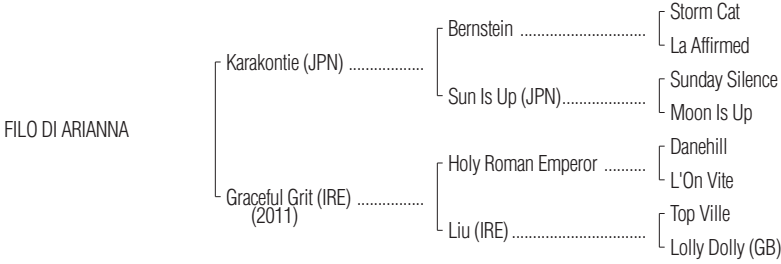 Storm Cat
Bernstein ..............................
La Affirmed
Karakontie (JPN) ..................
Sunday Silence
Sun Is Up (JPN)....................
Moon Is Up
FILO DI ARIANNA
Danehill
Holy Roman Emperor ..........
L'On Vite
Graceful Grit (IRE) ................
(2011)
Top Ville
Liu (IRE)................................
Lolly Dolly (GB)